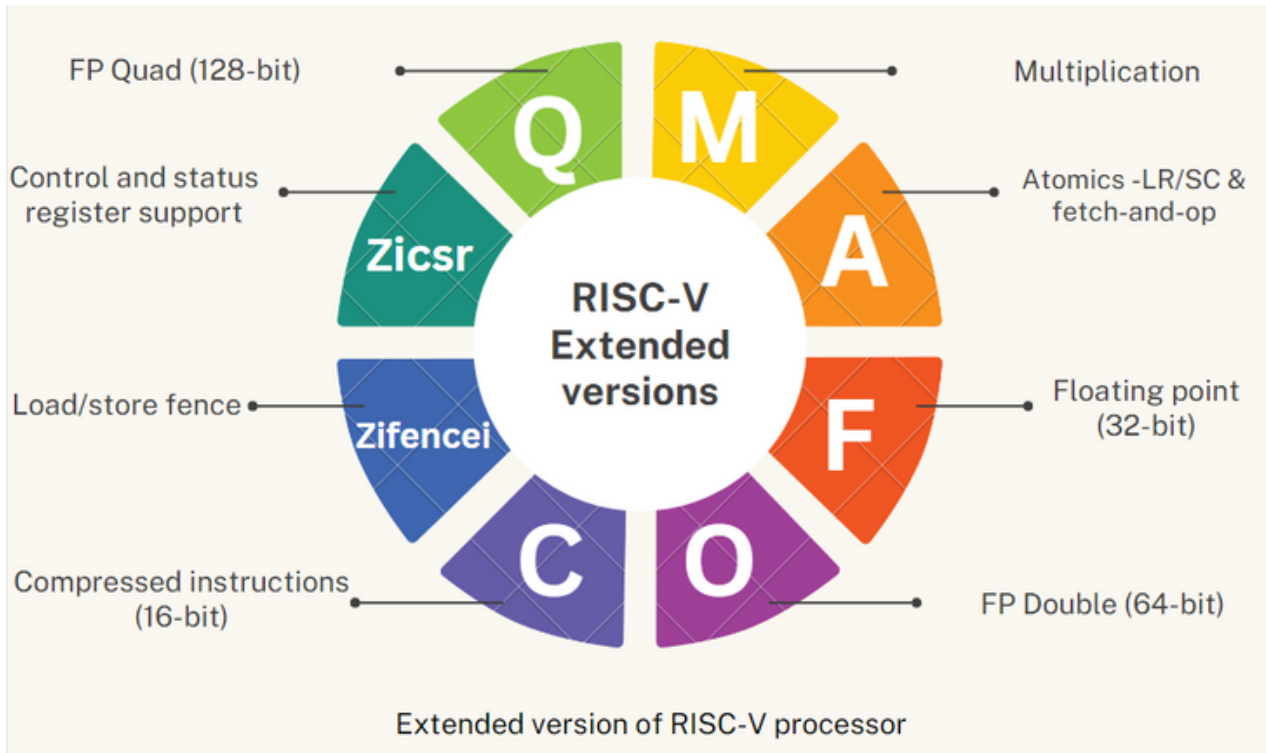 FP Quad (128-bit)
Q
M
Multiplication
Control and status
register support
Zicsr
A
Atomics -LR/SC &
fetch-and-op
RISC-V
Extended
versions
Load/store fence
Zifencei
F
Floating point
(32-bit)
Compressed instructions
(16-bit)
C
O
FP Double (64-bit)
Extended version of RISC-V processor